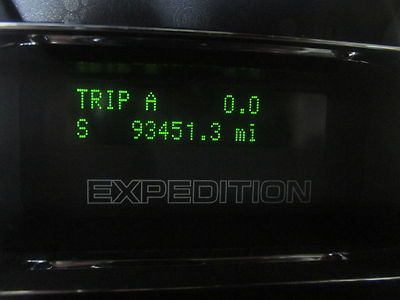 TRIP A 0.0
S 93451.3 mi
EXPEDITION